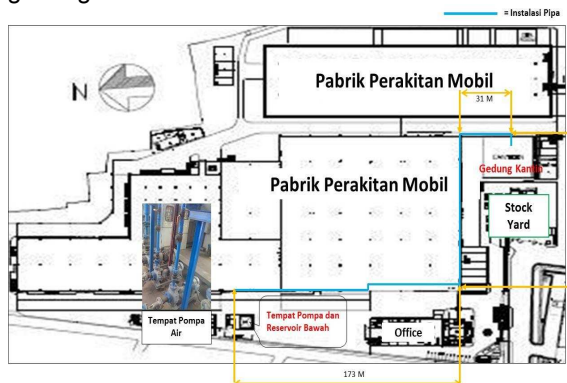 = Instalasi Pipa
Pabrik Perakitan Mobil
N
31 M
Gedung Kantin
Pabrik Perakitan Mobil
Stock
Yard
Tempat Pompa
Air
Tempat Pompa dan
Reservoir Bawah
Office
173 M